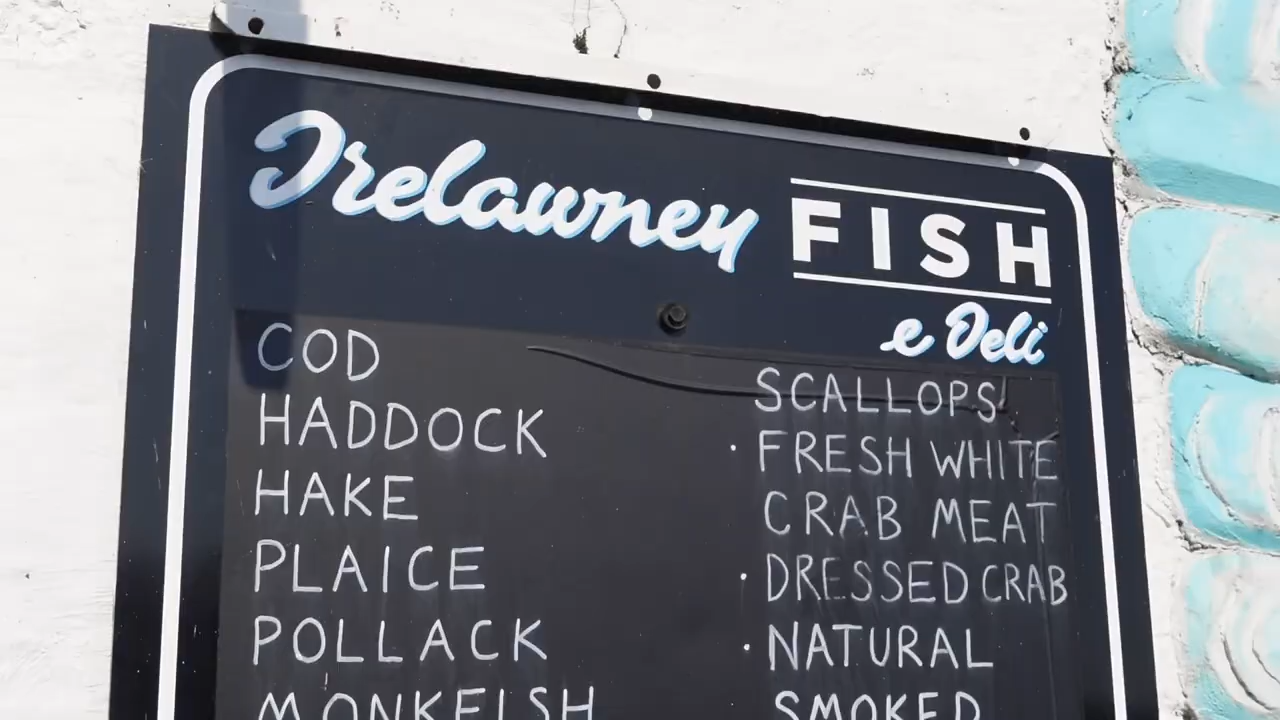 Trelawney FISH
e Deli
COD
HADDOCK
HAKE
PLAICE
POLLACK
MONKFISH
SCALLOPS
· FRESH WHITE
CRAB MEAT
· DRESSED CRAB
· NATURAL
SMOKED